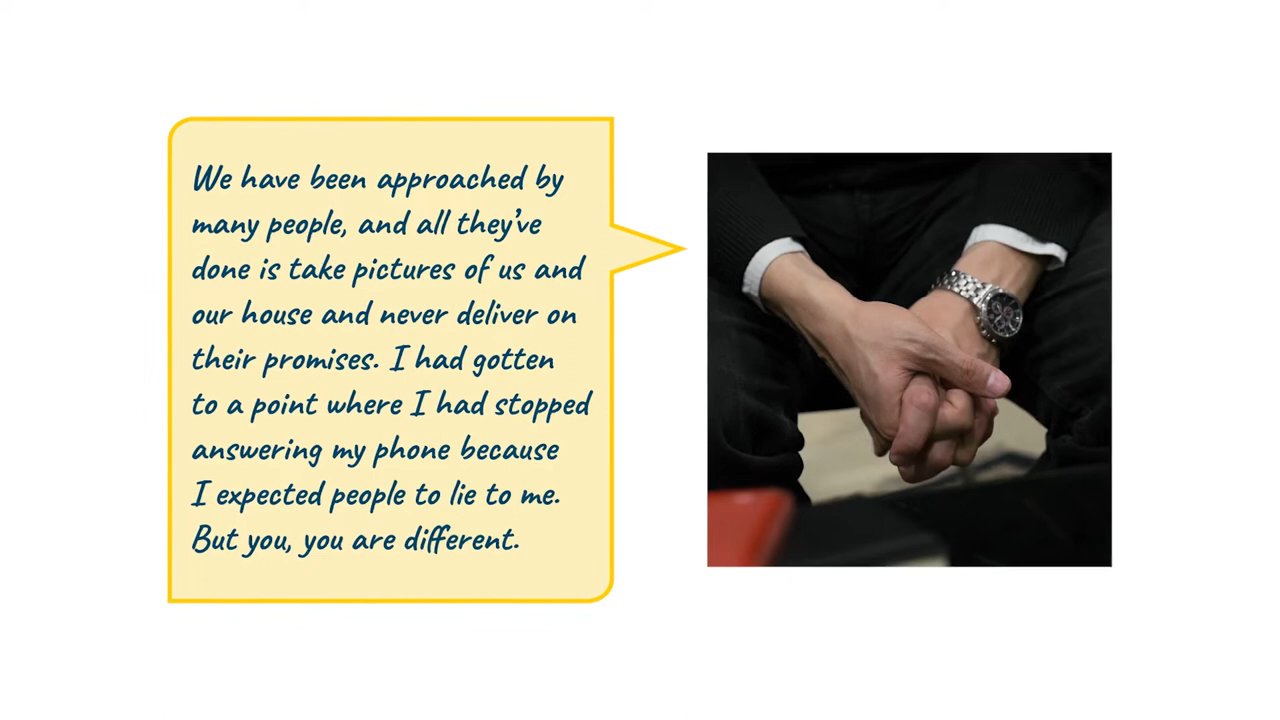 We have been approached by
many people, and all they've
done is take pictures of us and
our house and never deliver on
their promises. I had gotten
to a point where I had stopped
answering my phone because
I expected people to lie to me.
But you, you are different.